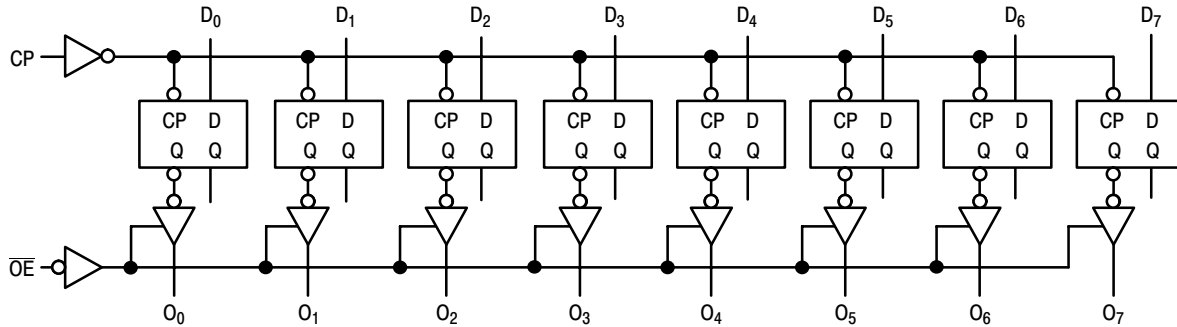 D0 D1 D2 D3 D4 D5 D6 D7
CP
CP D CP D CP D CP D CP D CP D CP D CP D
Q Q Q Q Q Q Q Q Q Q Q Q Q Q Q Q
OE
O0 O1 O2 O3 O4 O5 O6 O7